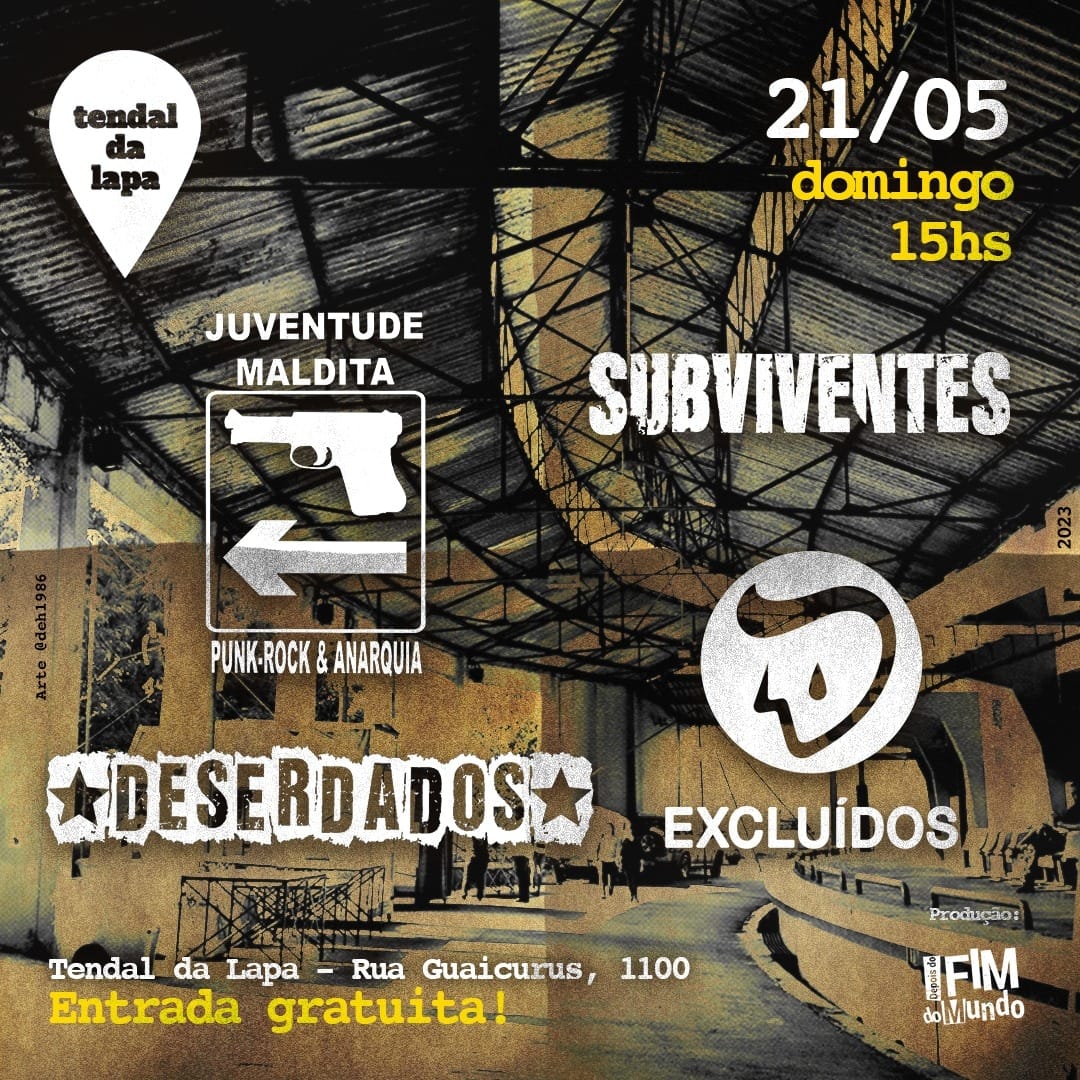 tendal
da
lapa
21/05
domingo
15hs
JUVENTUDE
MALDITA
PUNK-ROCK & ANARQUIA
SUBVIVENTES
2023
Arte @deh1986
DESERDADOS
EXCLUÍDOS
Produção:
Depois do
FIM
do Mundo
Tendal da Lapa – Rua Guaicurus, 1100
Entrada gratuita!